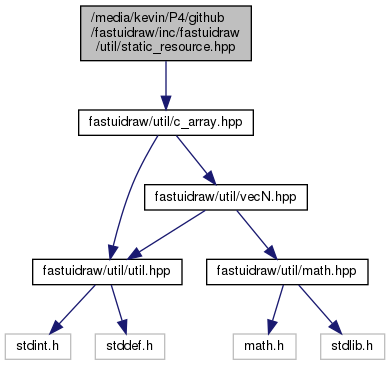 /media/kevin/P4/github
/fastuidraw/inc/fastuidraw
/util/static_resource.hpp
fastuidraw/util/c_array.hpp
fastuidraw/util/vecN.hpp
fastuidraw/util/util.hpp
fastuidraw/util/math.hpp
stdint.h
stddef.h
math.h
stdlib.h